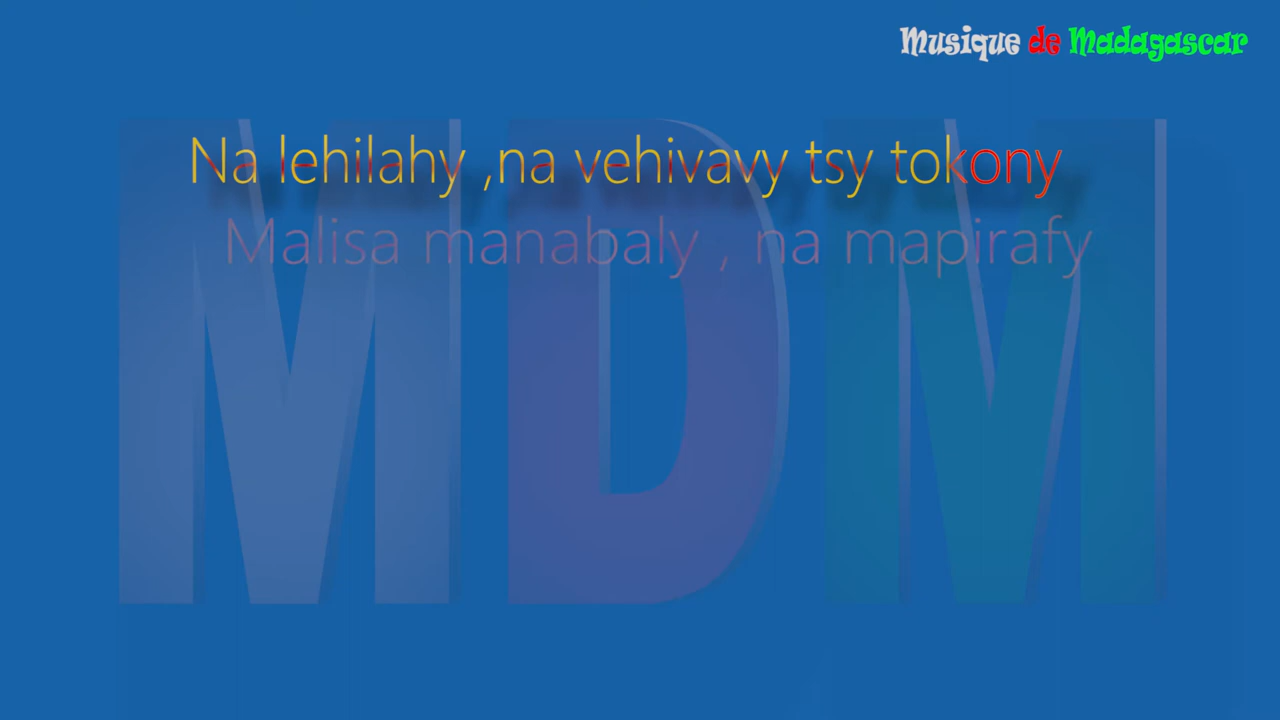 Musique de Madagascar
Na lehilahy ,na vehivavy tsy tokony
Malisa manabaly , na mapirafy
MDM